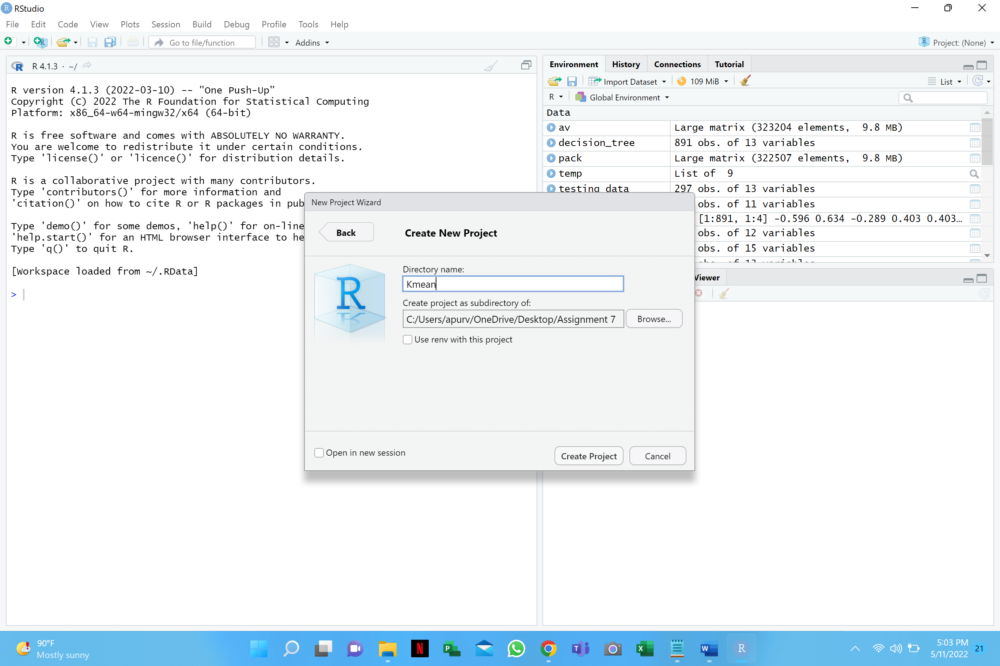 R RStudio
File Edit Code View Plots Session Build Debug Profile Tools Help
Go to file/function Addins Project: (None)
R 4.1.3 · ~/
R version 4.1.3 (2022-03-10) -- "One Push-Up"
Copyright (C) 2022 The R Foundation for Statistical Computing
Platform: x86_64-w64-mingw32/x64 (64-bit)
R is free software and comes with ABSOLUTELY NO WARRANTY.
You are welcome to redistribute it under certain conditions.
Type 'license()' or 'licence()' for distribution details.
R is a collaborative project with many contributors.
Type 'contributors()' for more information and
'citation()' on how to cite R or R packages in pub
Type 'demo()' for some demos, 'help()' for on-line
'help.start()' for an HTML browser interface to he
Type 'q()' to quit R.
[Workspace loaded from ~/.RData]
>
Environment History Connections Tutorial
Import Dataset 109 MiB List
R Global Environment
Data
av Large matrix (323204 elements, 9.8 MB)
decision_tree 891 obs. of 13 variables
pack Large matrix (322507 elements, 9.8 MB)
temp List of 9
testing_data 297 obs. of 13 variables
obs. of 11 variables
[1:891, 1:4] -0.596 0.634 -0.289 0.403 0.403...
obs. of 12 variables
obs. of 15 variables
obs. of 13 variables
Viewer
New Project Wizard
Back
Create New Project
R
Directory name:
Kmean
Create project as subdirectory of:
C:/Users/apurv/OneDrive/Desktop/Assignment 7
Browse...
Use renv with this project
Open in new session
Create Project
Cancel
90°F
Mostly sunny
N P T X W R
5:03 PM
5/11/2022
21